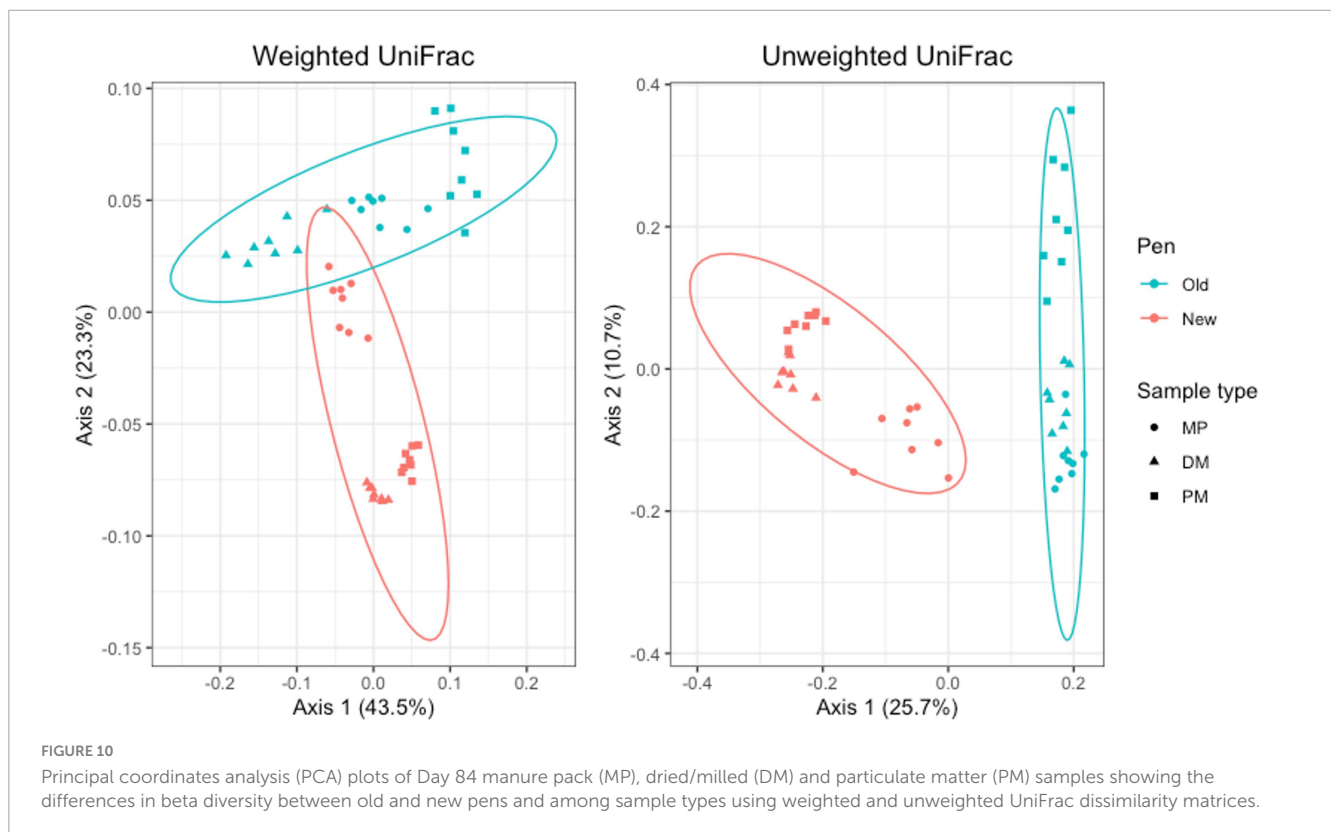 Weighted UniFrac
Unweighted UniFrac
0.10
0.05
0.00
-0.05
-0.10
-0.15
Axis 2 (23.3%)
-0.2
-0.1
0.0
0.1
0.2
Axis 1 (43.5%)
0.4
0.2
0.0
-0.2
-0.4
Axis 2 (10.7%)
-0.4
-0.2
0.0
0.2
Axis 1 (25.7%)
Pen
Old
New
Sample type
MP
DM
PM
FIGURE 10
Principal coordinates analysis (PCA) plots of Day 84 manure pack (MP), dried/milled (DM) and particulate matter (PM) samples showing the
differences in beta diversity between old and new pens and among sample types using weighted and unweighted UniFrac dissimilarity matrices.